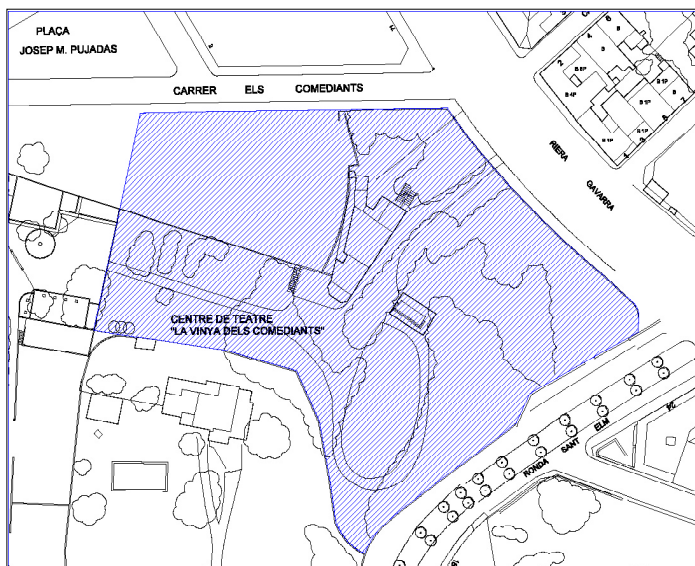 PLAÇA
JOSEP M. PUJADAS
CARRER ELS COMEDIANTS
RIERA GAVARRA
CENTRE DE TEATRE
"LA VINYA DELS COMEDIANTS"
RONDA SANT ELM